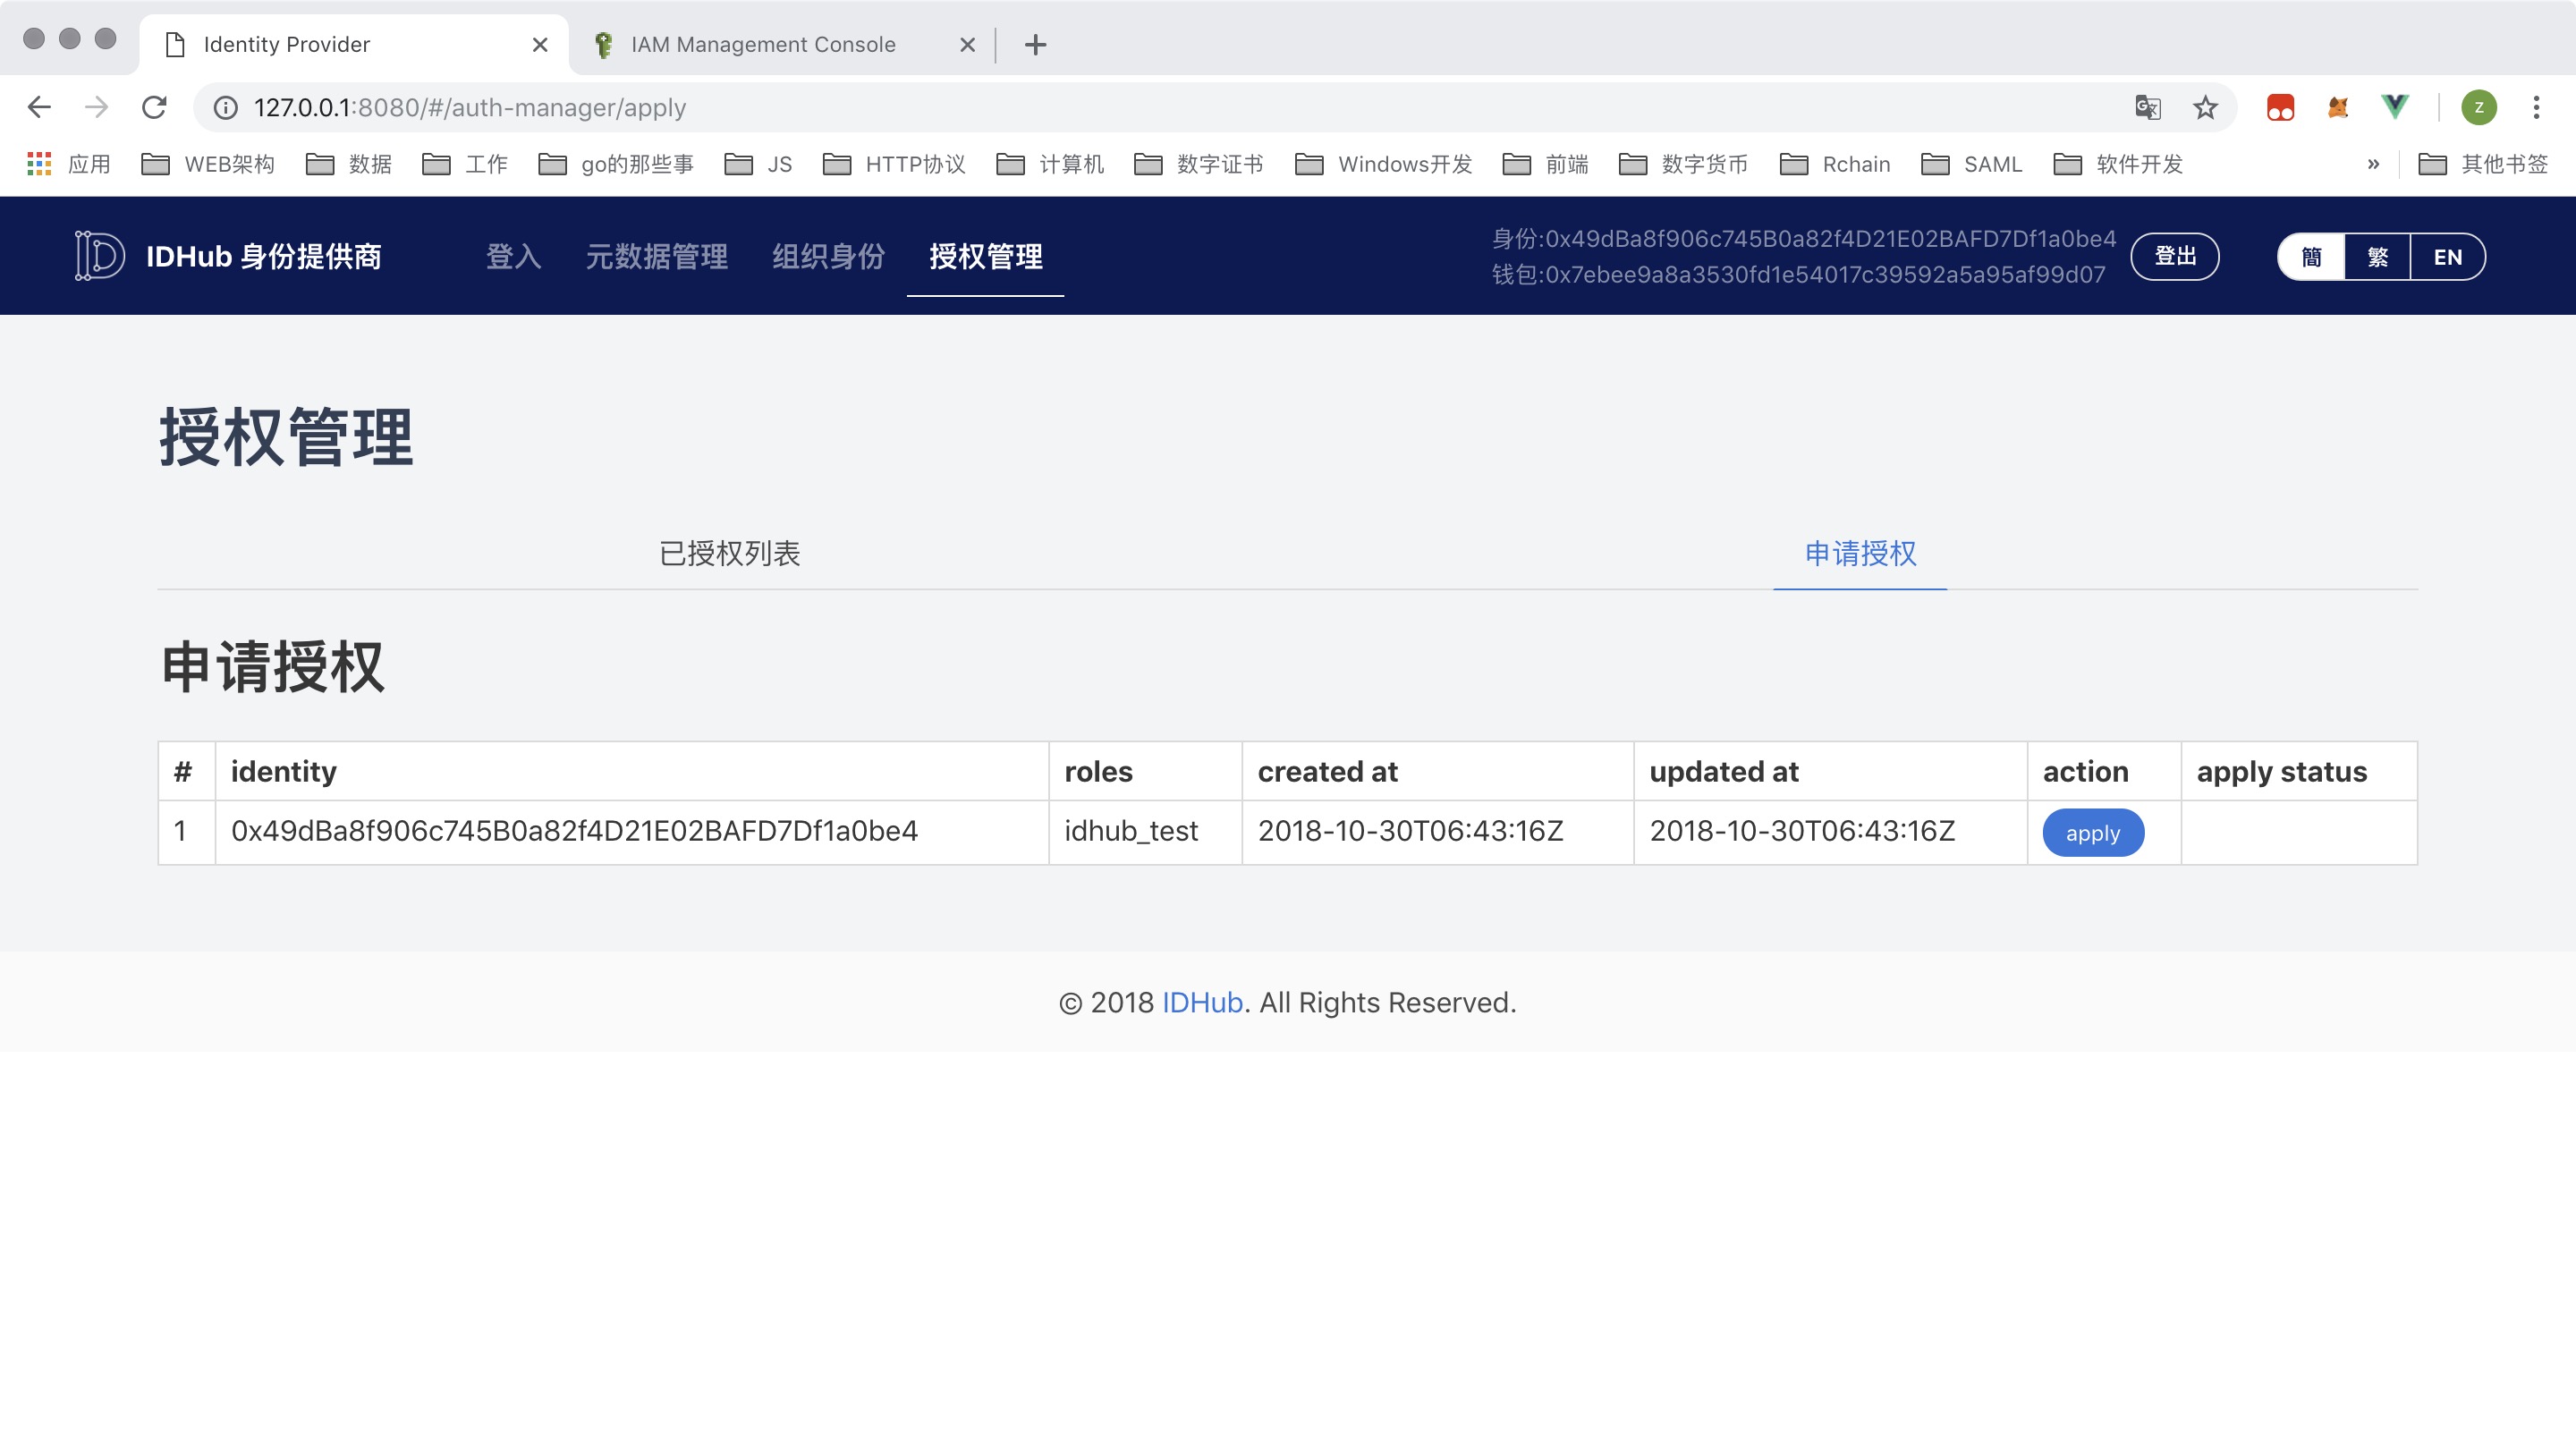 Identity Provider
IAM Management Console
127.0.0.1:8080/#/auth-manager/apply
Z
应用 WEB架构 数据 工作 go的那些事 JS HTTP协议 计算机 数字证书 Windows开发 前端 数字货币 Rchain SAML 软件开发 » 其他书签
IDHub 身份提供商 登入 元数据管理 组织身份 授权管理
身份:0x49dBa8f906c745B0a82f4D21E02BAFD7Df1a0be4
钱包:0x7ebee9a8a3530fd1e54017c39592a5a95af99d07
登出 簡 繁 EN
授权管理
已授权列表 申请授权
申请授权
# identity roles created at updated at action apply status
1 0x49dBa8f906c745B0a82f4D21E02BAFD7Df1a0be4 idhub_test 2018-10-30T06:43:16Z 2018-10-30T06:43:16Z apply
© 2018 IDHub. All Rights Reserved.